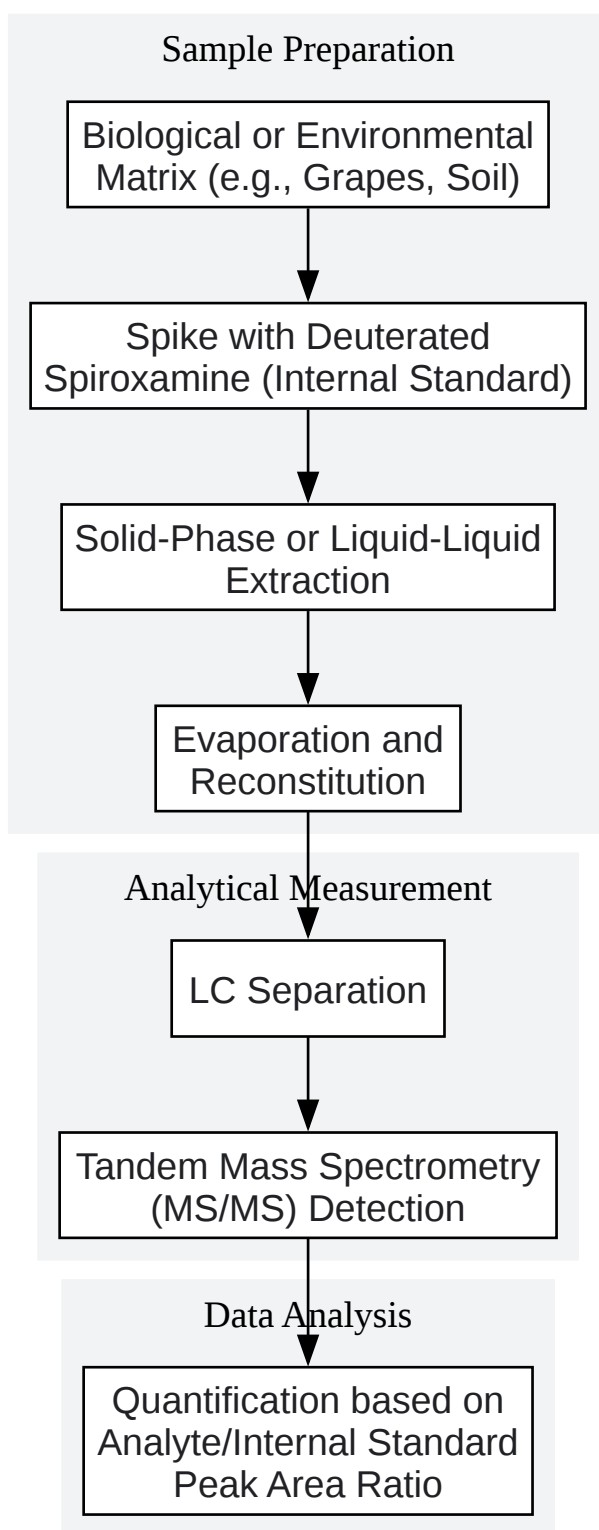 Sample Preparation
Biological or Environmental
Matrix (e.g., Grapes, Soil)
Spike with Deuterated
Spiroxamine (Internal Standard)
Solid-Phase or Liquid-Liquid
Extraction
Evaporation and
Reconstitution
Analytical Measurement
LC Separation
Tandem Mass Spectrometry
(MS/MS) Detection
Data Analysis
Quantification based on
Analyte/Internal Standard
Peak Area Ratio